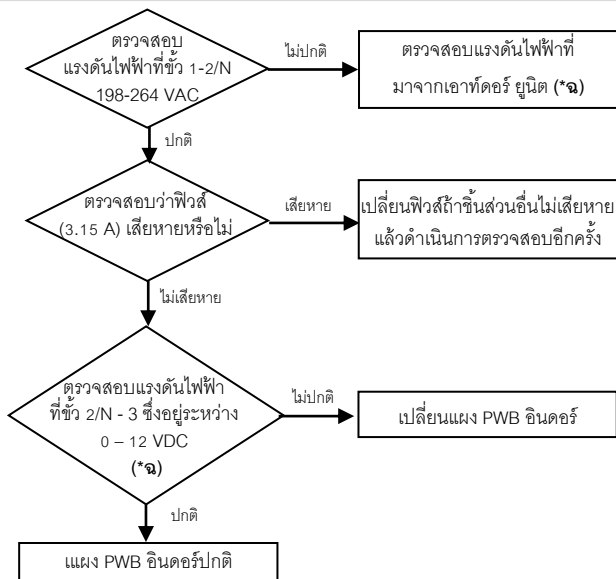 ตรวจสอบ
แรงดันไฟฟ้าที่ขั้ว 1-2/N
198-264 VAC
ไม่ปกติ
ตรวจสอบแรงดันไฟฟ้าที่
มาจากเอาท์ดอร์ ยูนิต (*ฉ)
ปกติ
ตรวจสอบว่าฟิวส์
(3.15 A) เสียหายหรือไม่
เสียหาย
เปลี่ยนฟิวส์ถ้าชิ้นส่วนอื่นไม่เสียหาย
แล้วดำเนินการตรวจสอบอีกครั้ง
ไม่เสียหาย
ตรวจสอบแรงดันไฟฟ้า
ที่ขั้ว 2/N - 3 ซึ่งอยู่ระหว่าง
0 – 12 VDC
(*ฉ)
ไม่ปกติ
เปลี่ยนแผง PWB อินดอร์
ปกติ
แผง PWB อินดอร์ปกติ